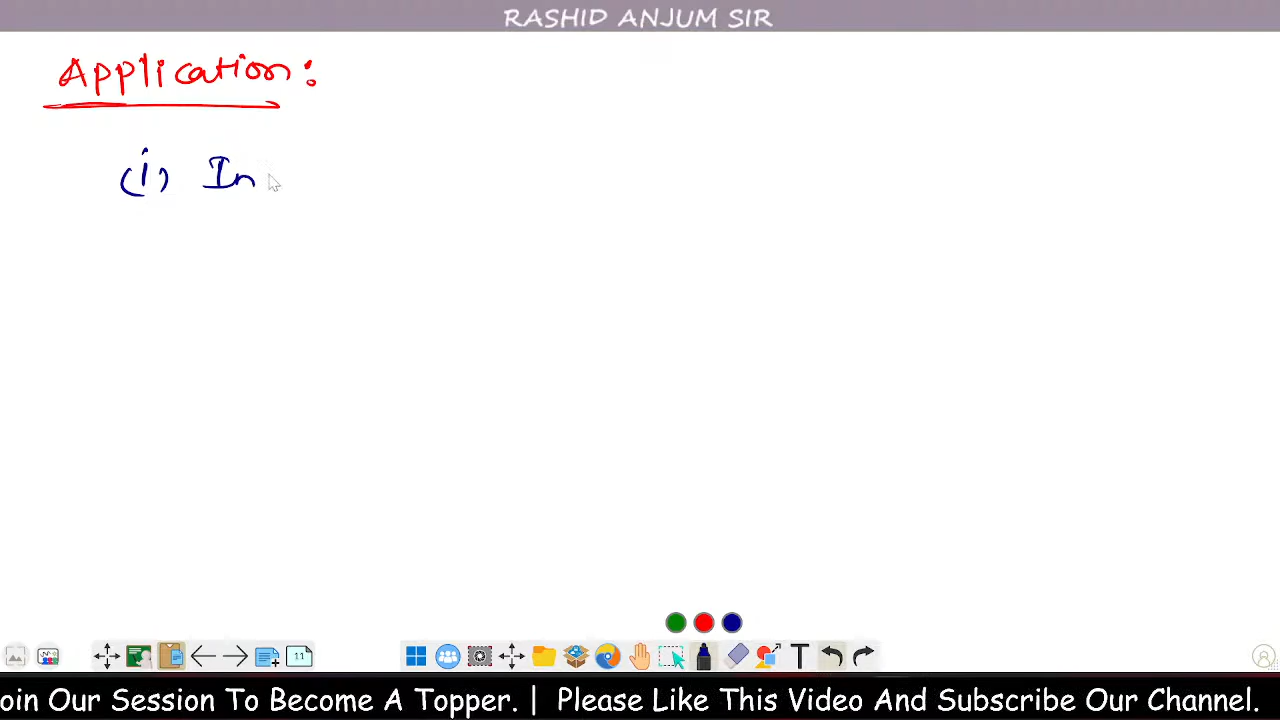 RASHID ANJUM SIR
Application:
(i) In
11
oin Our Session To Become A Topper. | Please Like This Video And Subscribe Our Channel.